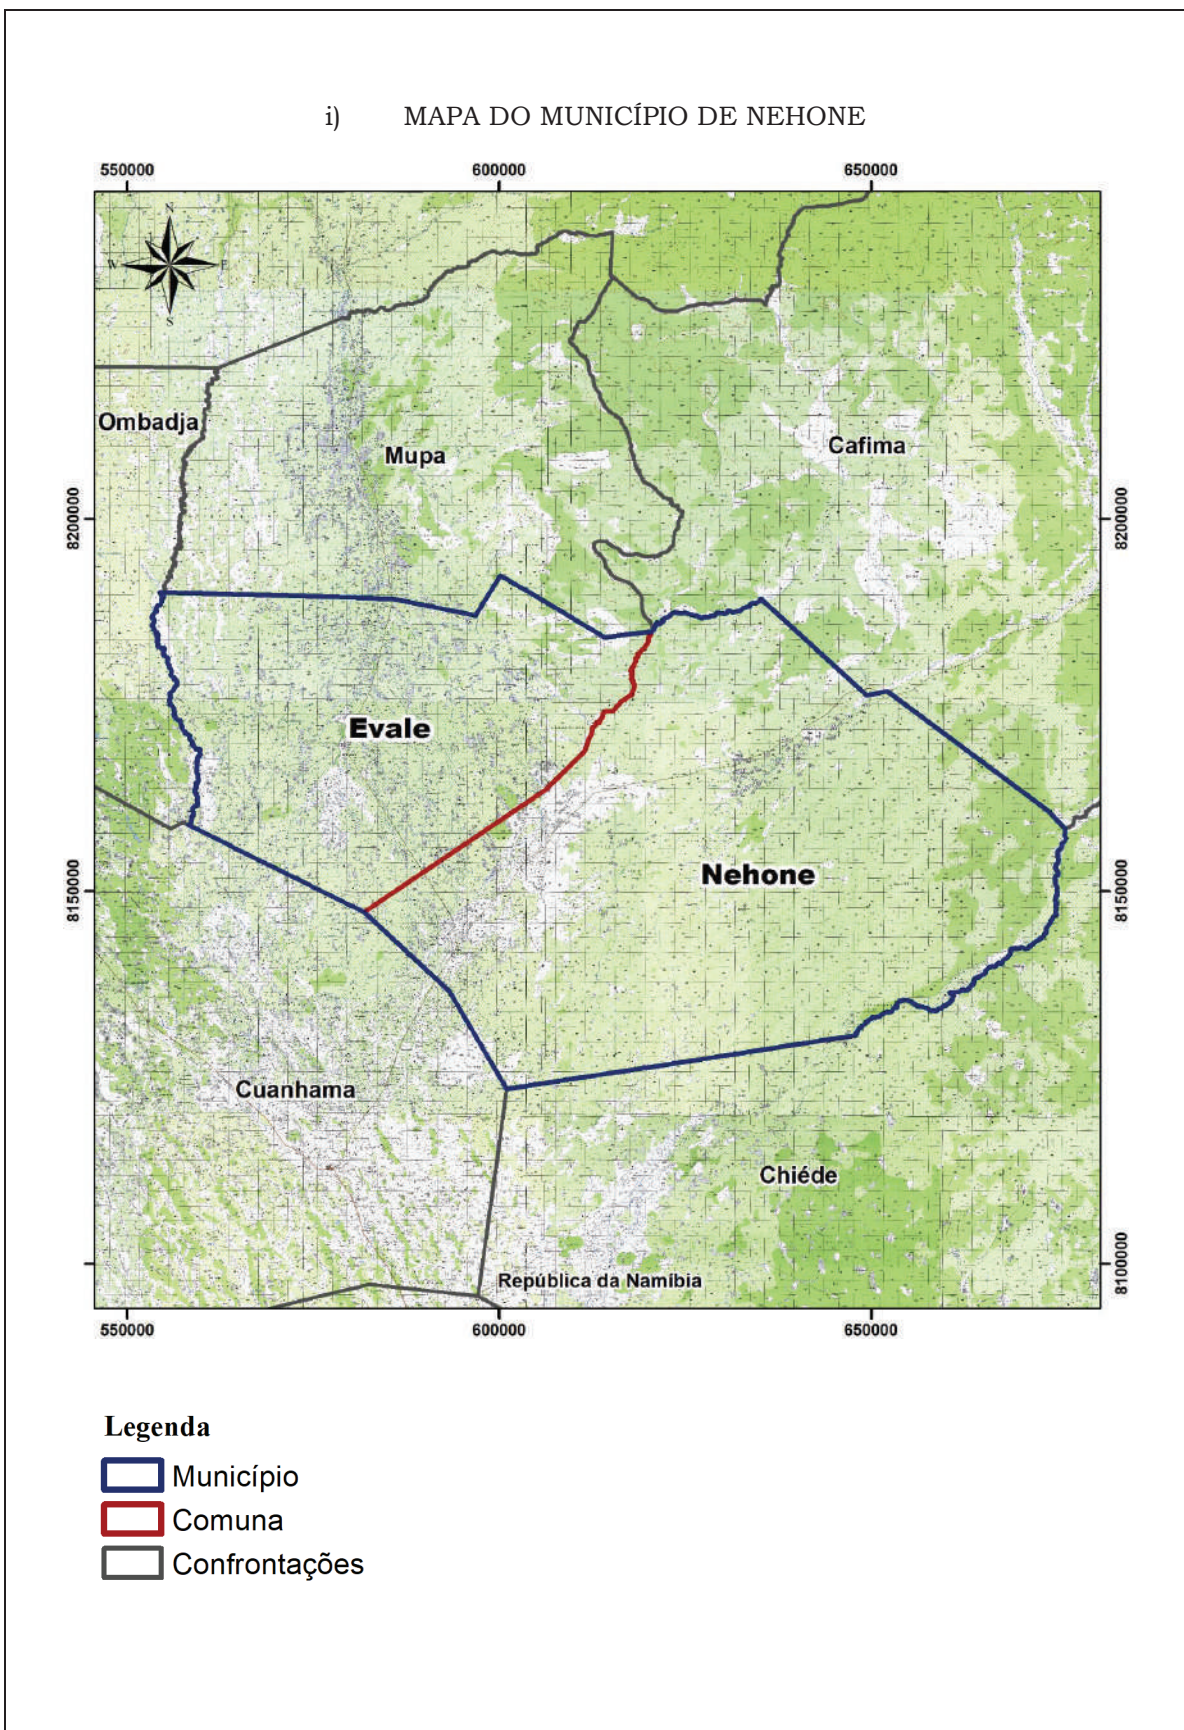 i) MAPA DO MUNICÍPIO DE NEHONE
550000 600000 650000
N
W E
S
Ombadja
Mupa
Cafima
8200000 8200000
Evale
Nehone
8150000 8150000
Cuanhama
Chiéde
República da Namíbia
8100000
550000 600000 650000
Legenda
Município
Comuna
Confrontações